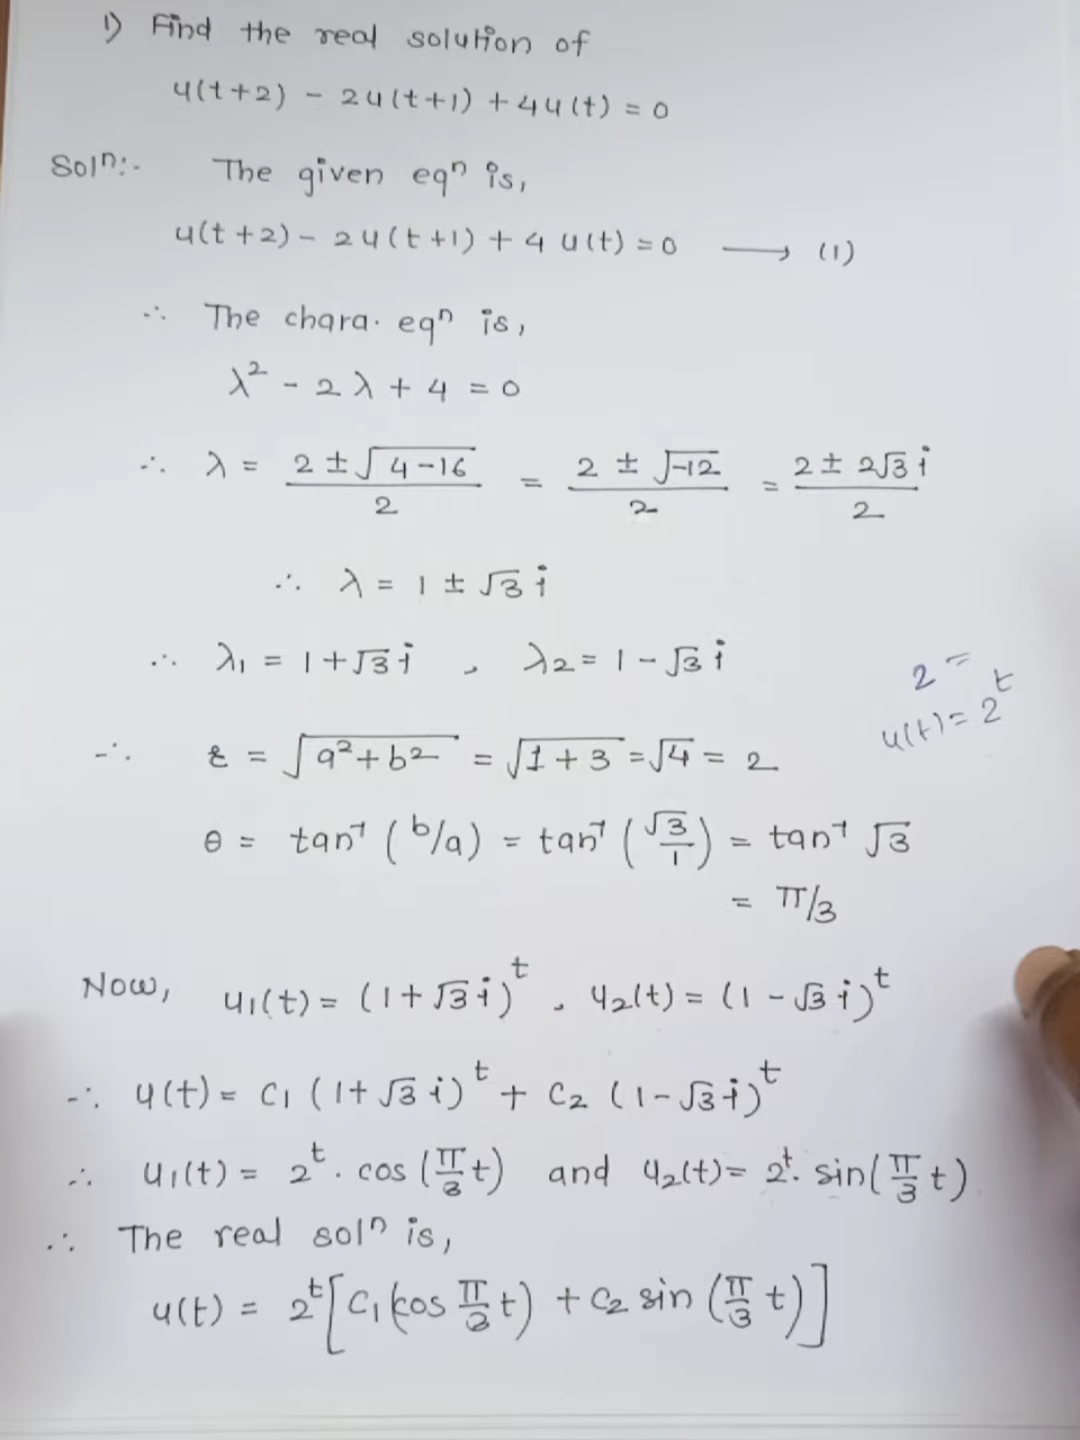 1) Find the real solution of
u(t+2) - 2u(t+1) + 4u(t) = 0
Solⁿ:- The given eqⁿ is,
u(t+2) - 2u(t+1) + 4u(t) = 0 ⟶ (1)
∴ The chara. eqⁿ is,
λ² - 2λ + 4 = 0
∴ λ = (2 ± √(4-16))/2 = (2 ± √-12)/2 = (2 ± 2√3 i)/2
∴ λ = 1 ± √3 i
∴ λ₁ = 1+√3 i , λ₂ = 1 - √3 i
2 =
u(t) = 2^t
∴ r = √(a²+b²) = √(1+3) = √4 = 2
θ = tan⁻¹ (b/a) = tan⁻¹ (√3/1) = tan⁻¹ √3
= π/3
Now, u₁(t) = (1+√3 i)^t , u₂(t) = (1 - √3 i)^t
∴ u(t) = C₁ (1+√3 i)^t + C₂ (1-√3 i)^t
∴ u₁(t) = 2^t . cos (π/3 t) and u₂(t) = 2^t . sin(π/3 t)
∴ The real solⁿ is,
u(t) = 2^t [C₁ (cos π/3 t) + C₂ sin (π/3 t)]